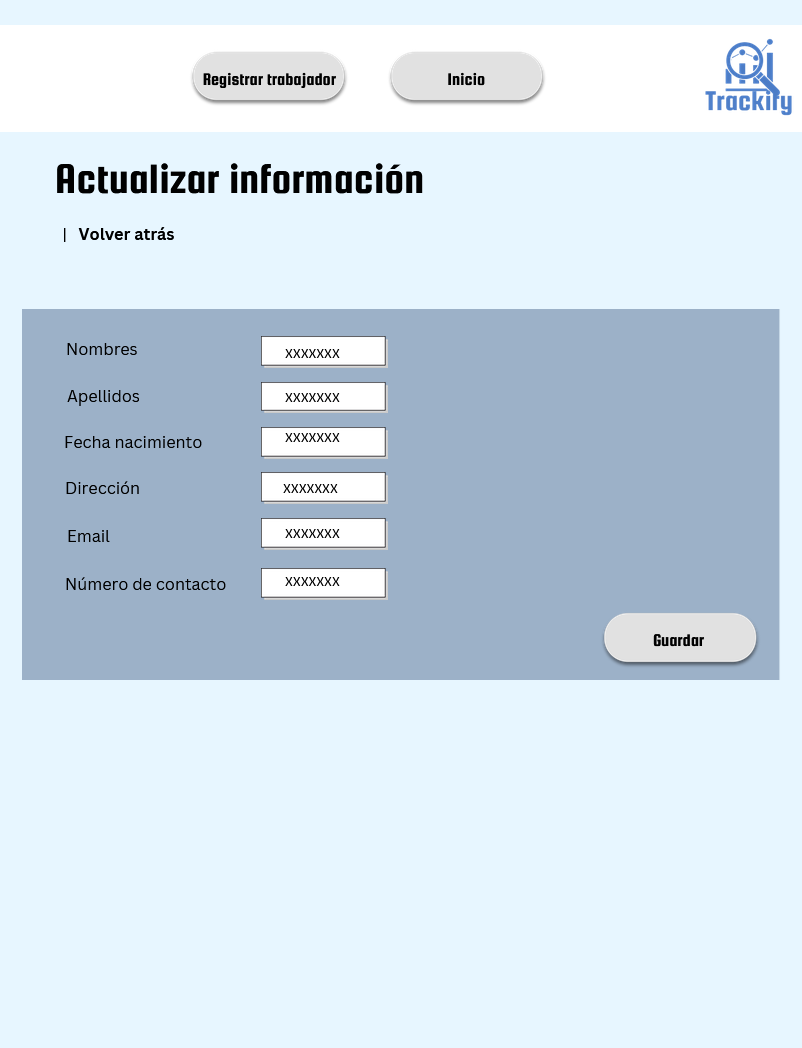 Registrar trabajador
Inicio
Trackify
Actualizar información
| Volver atrás
Nombres xxxxxxx
Apellidos xxxxxxx
Fecha nacimiento xxxxxxx
Dirección xxxxxxx
Email xxxxxxx
Número de contacto xxxxxxx
Guardar